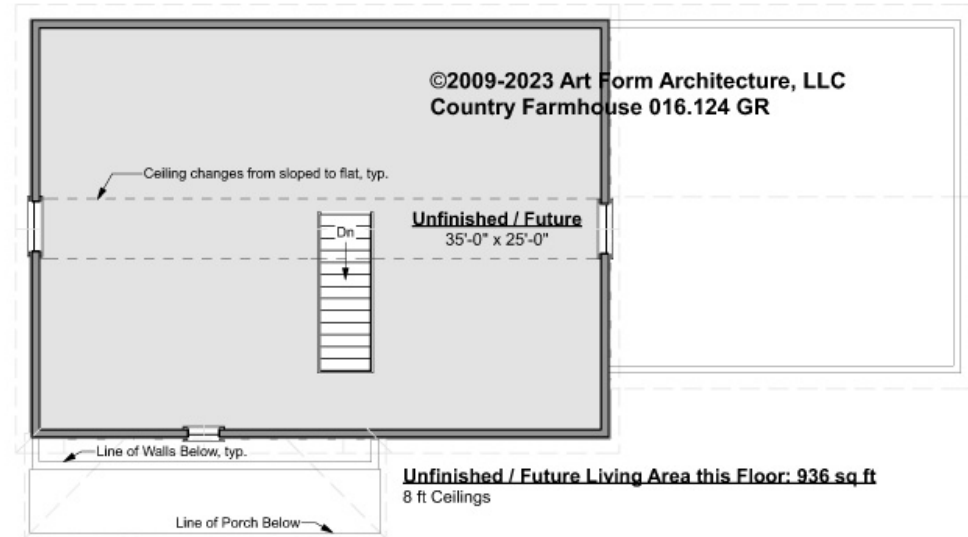 ©2009-2023 Art Form Architecture, LLC
Country Farmhouse 016.124 GR
Ceiling changes from sloped to flat, typ.
Unfinished / Future
35'-0" x 25'-0"
Dn
Line of Walls Below, typ.
Unfinished / Future Living Area this Floor: 936 sq ft
8 ft Ceilings
Line of Porch Below